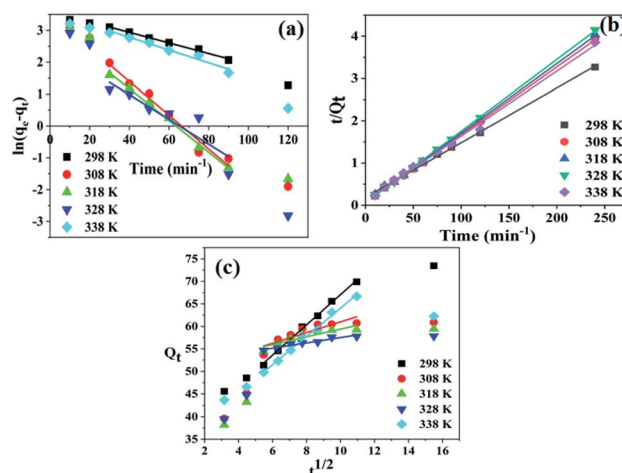 (a)
ln(qe-qt)
3
2
1
0
-1
-2
-3
0 20 40 60 80 100 120
Time (min-1)
298 K
308 K
318 K
328 K
338 K
(b)
t/Qt
4
3
2
1
0
0 50 100 150 200 250
Time (min-1)
298 K
308 K
318 K
328 K
338 K
(c)
Qt
75
70
65
60
55
50
45
40
35
2 4 6 8 10 12 14 16
t1/2
298 K
308 K
318 K
328 K
338 K